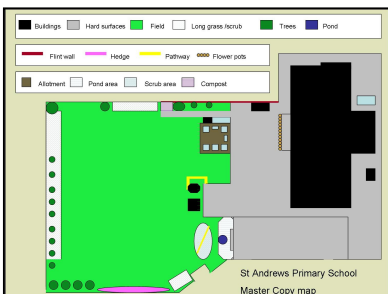 Buildings Hard surfaces Field Long grass /scrub Trees Pond
Flint wall Hedge Pathway Flower pots
Allotment Pond area Scrub area Compost
St Andrews Primary School
Master Copy map